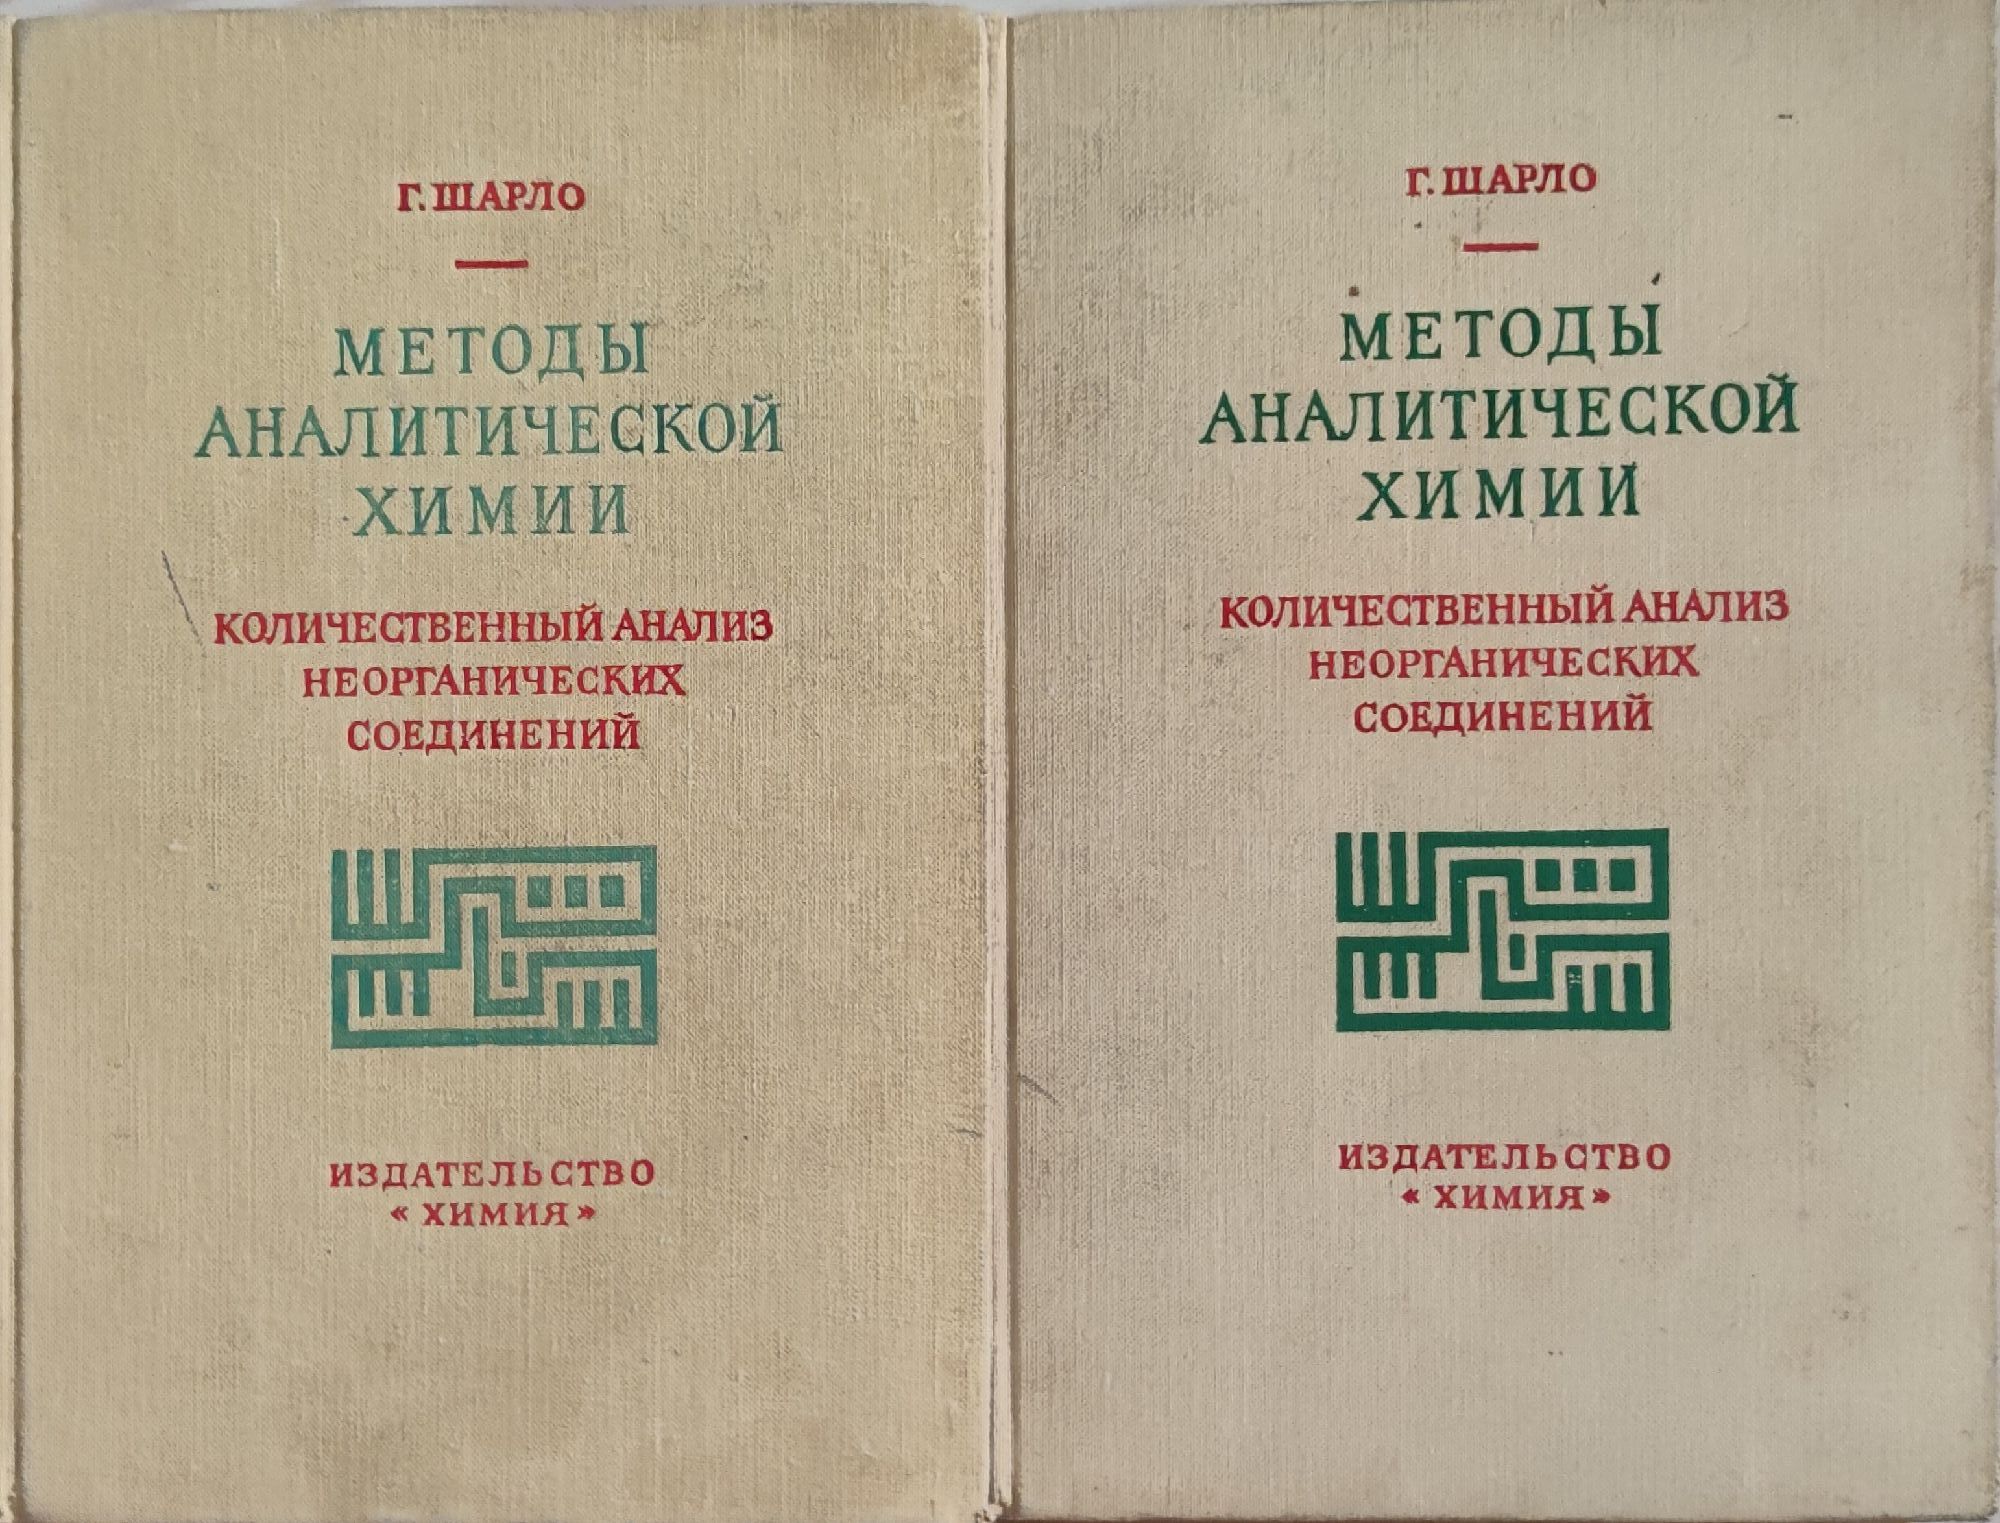 Г. ШАРЛО
МЕТОДЫ
АНАЛИТИЧЕСКОЙ
ХИМИИ
КОЛИЧЕСТВЕННЫЙ АНАЛИЗ
НЕОРГАНИЧЕСКИХ
СОЕДИНЕНИЙ
ИЗДАТЕЛЬСТВО
«ХИМИЯ»
Г. ШАРЛО
МЕТОДЫ
АНАЛИТИЧЕСКОЙ
ХИМИИ
КОЛИЧЕСТВЕННЫЙ АНАЛИЗ
НЕОРГАНИЧЕСКИХ
СОЕДИНЕНИЙ
ИЗДАТЕЛЬСТВО
«ХИМИЯ»